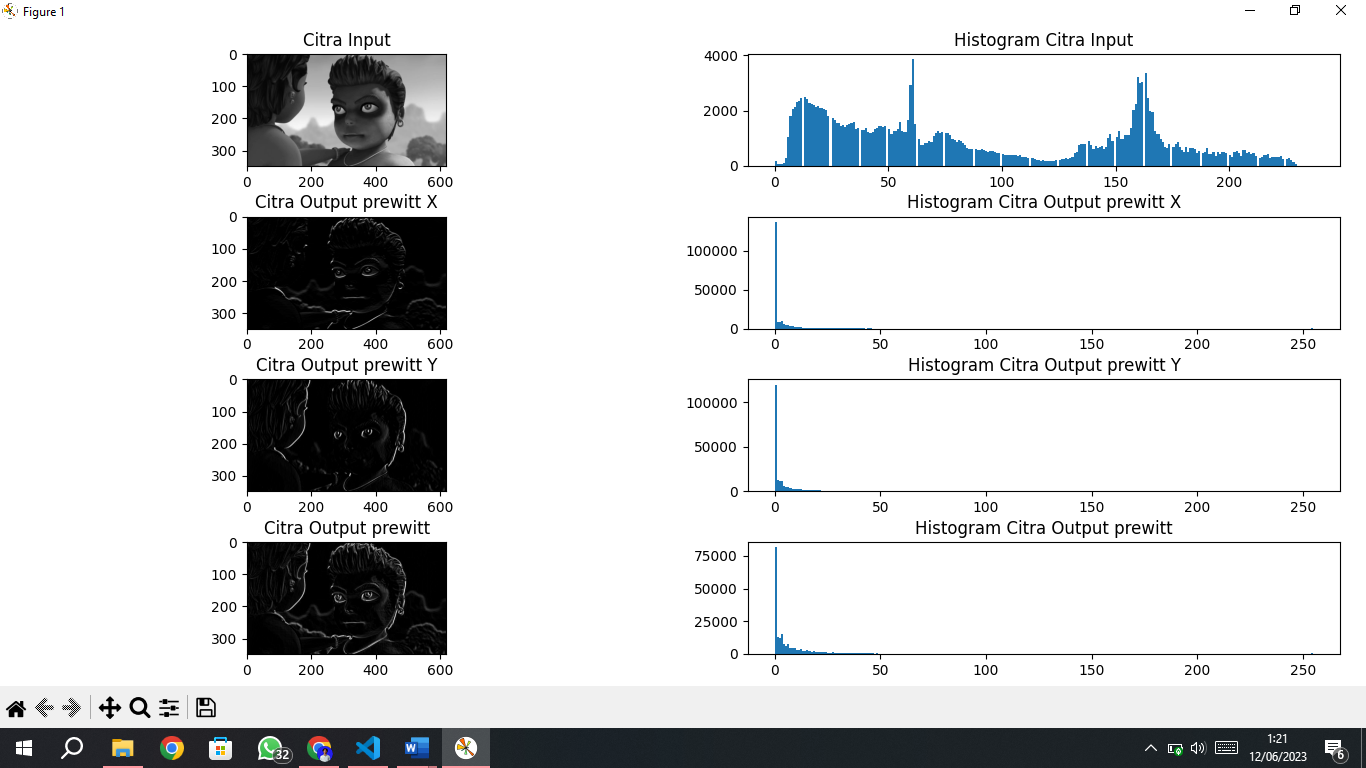 Figure 1
Citra Input
0
100
200
300
0 200 400 600
Histogram Citra Input
4000
2000
0
0 50 100 150 200
Citra Output prewitt X
0
100
200
300
0 200 400 600
Histogram Citra Output prewitt X
100000
50000
0
0 50 100 150 200 250
Citra Output prewitt Y
0
100
200
300
0 200 400 600
Histogram Citra Output prewitt Y
100000
50000
0
0 50 100 150 200 250
Citra Output prewitt
0
100
200
300
0 200 400 600
Histogram Citra Output prewitt
75000
50000
25000
0
0 50 100 150 200 250
32
W
1:21
12/06/2023
6